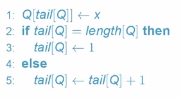 1: Q[tail[Q]] ← x
2: if tail[Q] = length[Q] then
3: tail[Q] ← 1
4: else
5: tail[Q] ← tail[Q] + 1